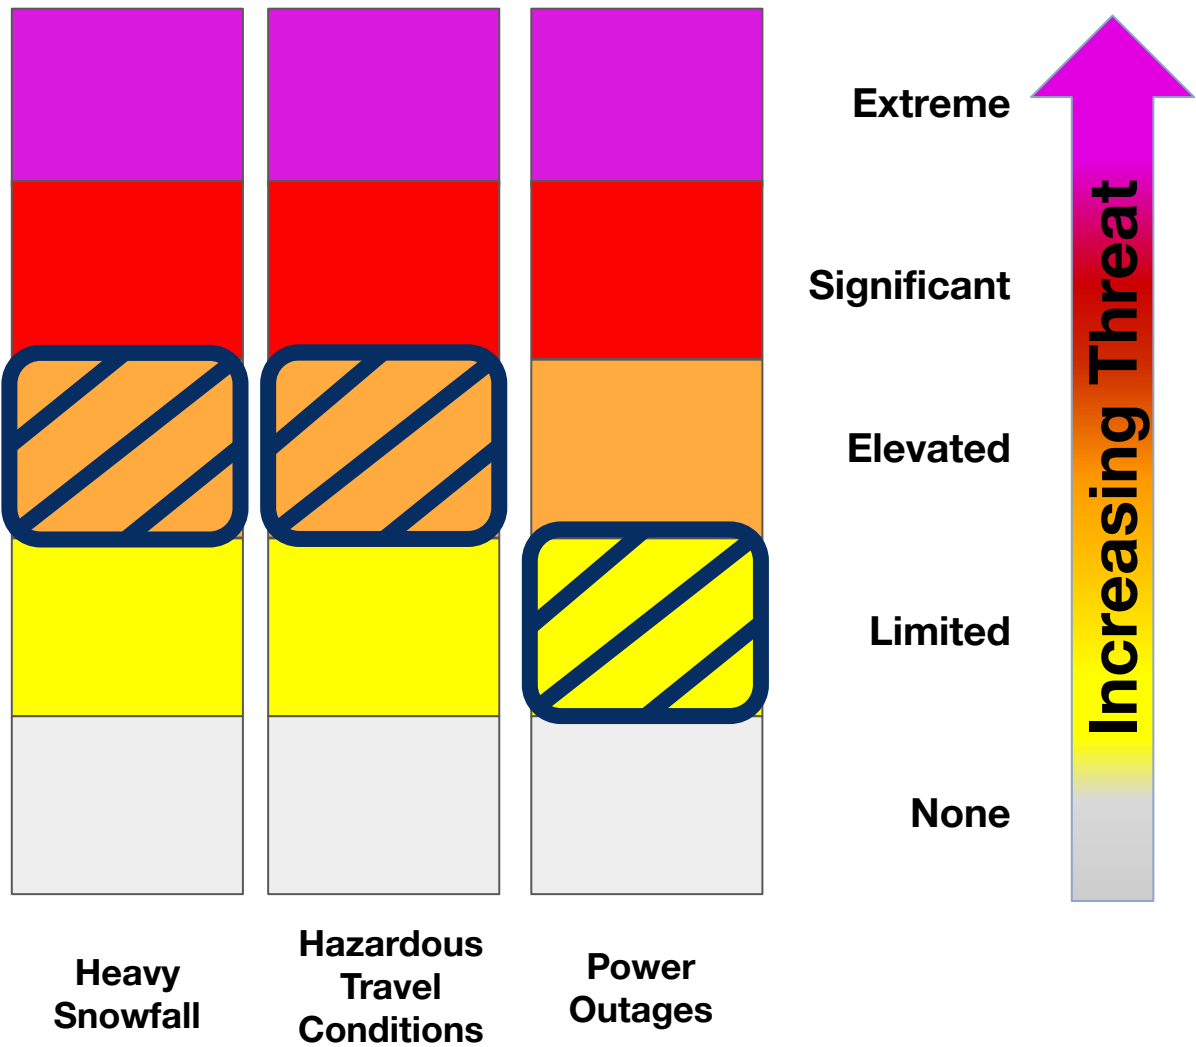 Extreme
Significant
Elevated
Limited
None
Increasing Threat
Heavy
Snowfall
Hazardous
Travel
Conditions
Power
Outages